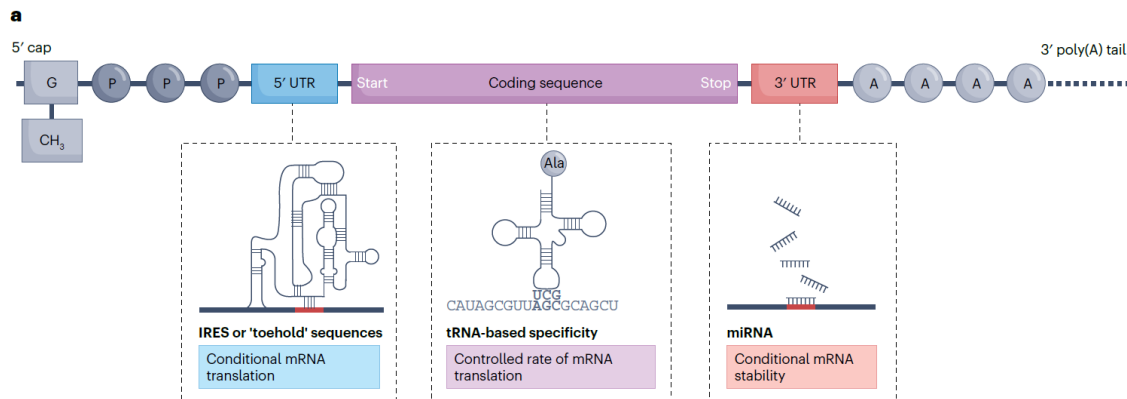 a
5′ cap
3′ poly(A) tail
G
P
P
P
5′ UTR
Start
Coding sequence
Stop
3′ UTR
A
A
A
A
CH₃
Ala
UCG
CAUAGCGUUAGCGCAGCU
IRES or 'toehold' sequences
Conditional mRNA
translation
tRNA-based specificity
Controlled rate of mRNA
translation
miRNA
Conditional mRNA
stability